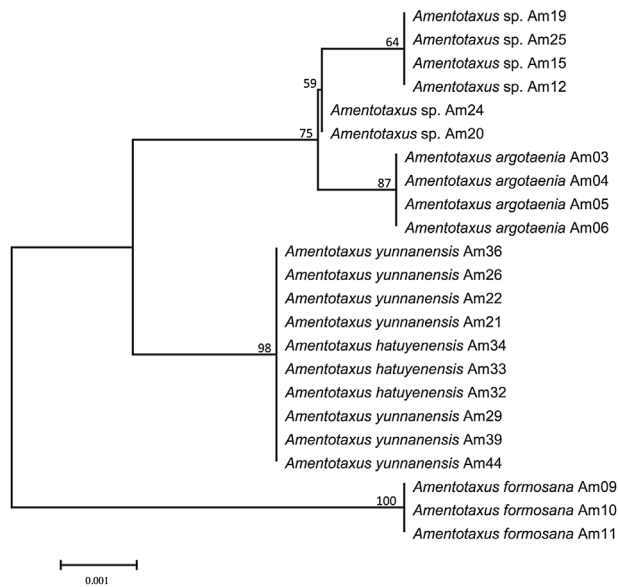 Amentotaxus sp. Am19
64
Amentotaxus sp. Am25
Amentotaxus sp. Am15
Amentotaxus sp. Am12
59
Amentotaxus sp. Am24
75
Amentotaxus sp. Am20
Amentotaxus argotaenia Am03
87
Amentotaxus argotaenia Am04
Amentotaxus argotaenia Am05
Amentotaxus argotaenia Am06
Amentotaxus yunnanensis Am36
Amentotaxus yunnanensis Am26
Amentotaxus yunnanensis Am22
Amentotaxus yunnanensis Am21
98
Amentotaxus hatuyenensis Am34
Amentotaxus hatuyenensis Am33
Amentotaxus hatuyenensis Am32
Amentotaxus yunnanensis Am29
Amentotaxus yunnanensis Am39
Amentotaxus yunnanensis Am44
Amentotaxus formosana Am09
100
Amentotaxus formosana Am10
Amentotaxus formosana Am11
0.001